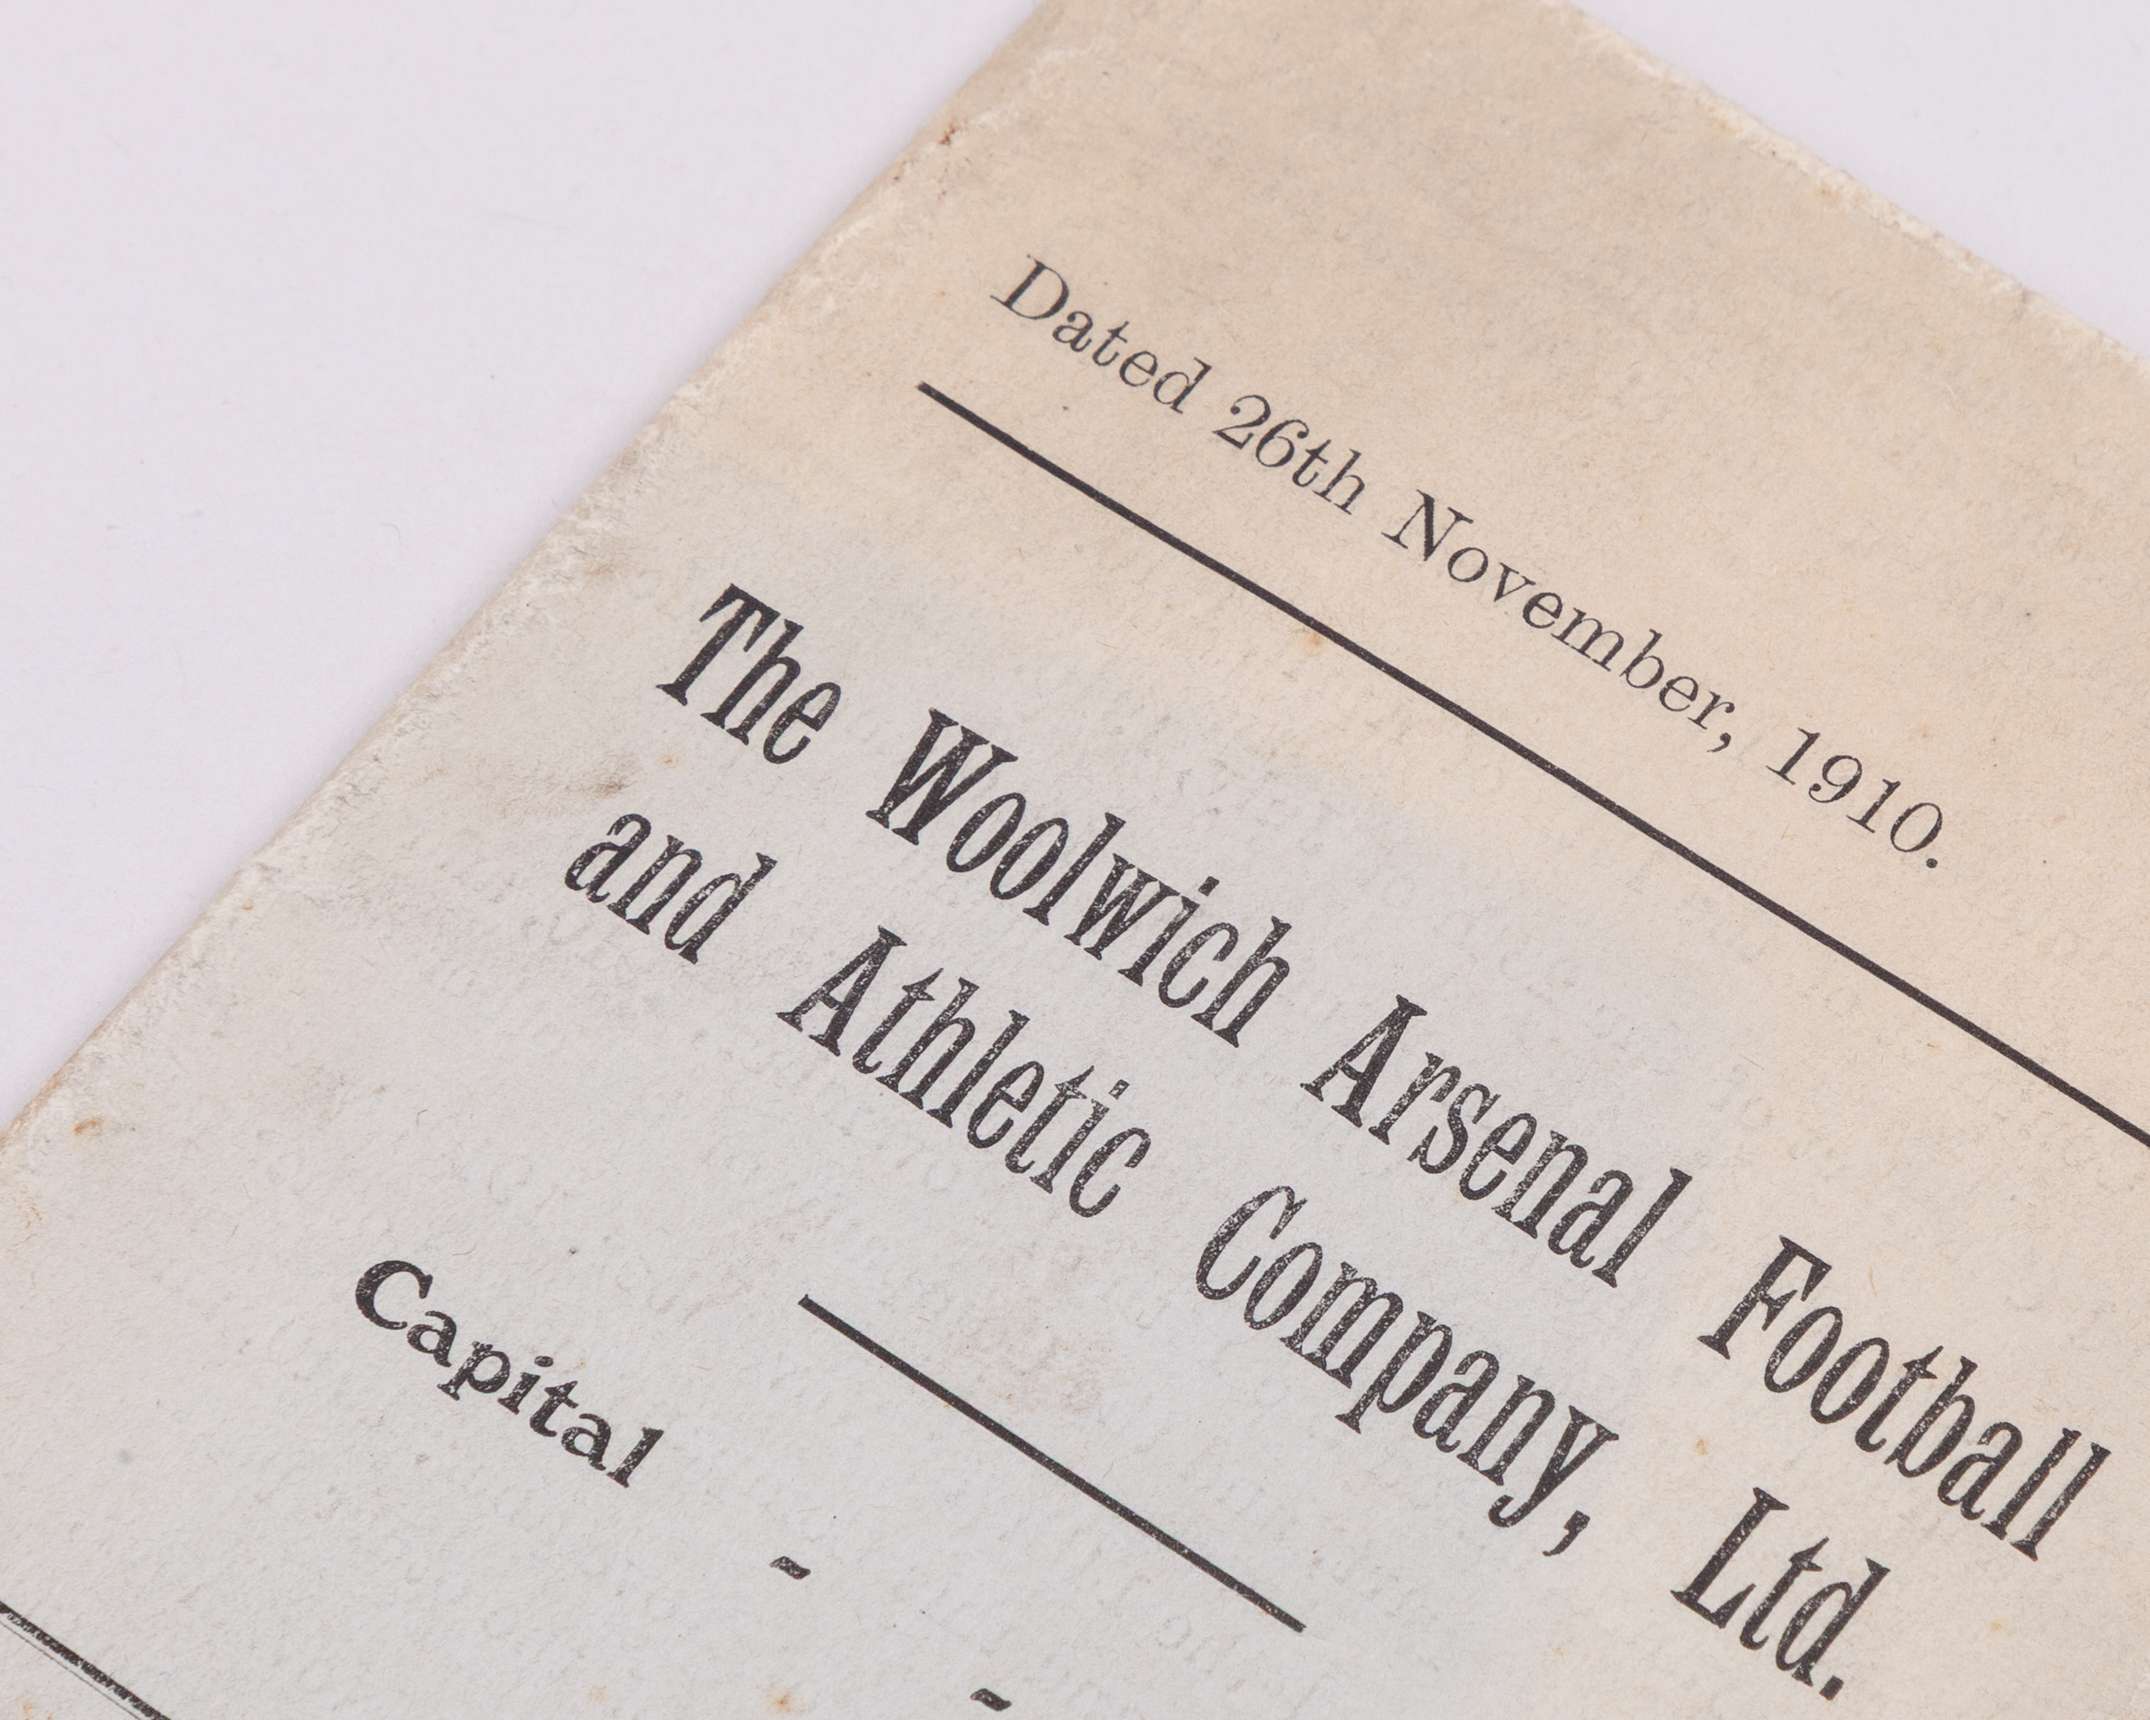 Dated 26th November, 1910.
The Woolwich Arsenal Football
and Athletic Company, Ltd.
Capital - -